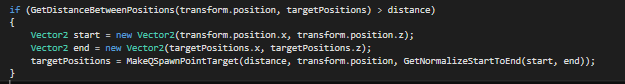 if (GetDistanceBetweenPositions(transform.position, targetPositions) > distance)
{
Vector2 start = new Vector2(transform.position.x, transform.position.z);
Vector2 end = new Vector2(targetPositions.x, targetPositions.z);
targetPositions = MakeQSpawnPointTarget(distance, transform.position, GetNormalizeStartToEnd(start, end));
}